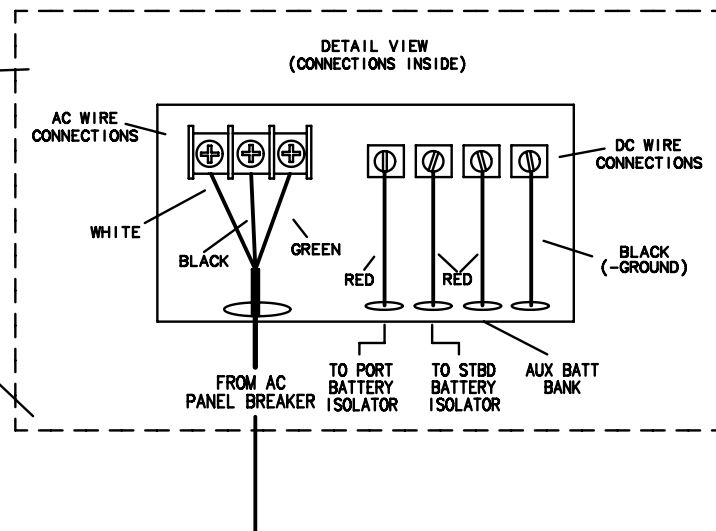 DETAIL VIEW
(CONNECTIONS INSIDE)
AC WIRE
CONNECTIONS
DC WIRE
CONNECTIONS
WHITE
BLACK
GREEN
RED
RED
BLACK
(-GROUND)
FROM AC
PANEL BREAKER
TO PORT
BATTERY
ISOLATOR
TO STBD
BATTERY
ISOLATOR
AUX BATT
BANK